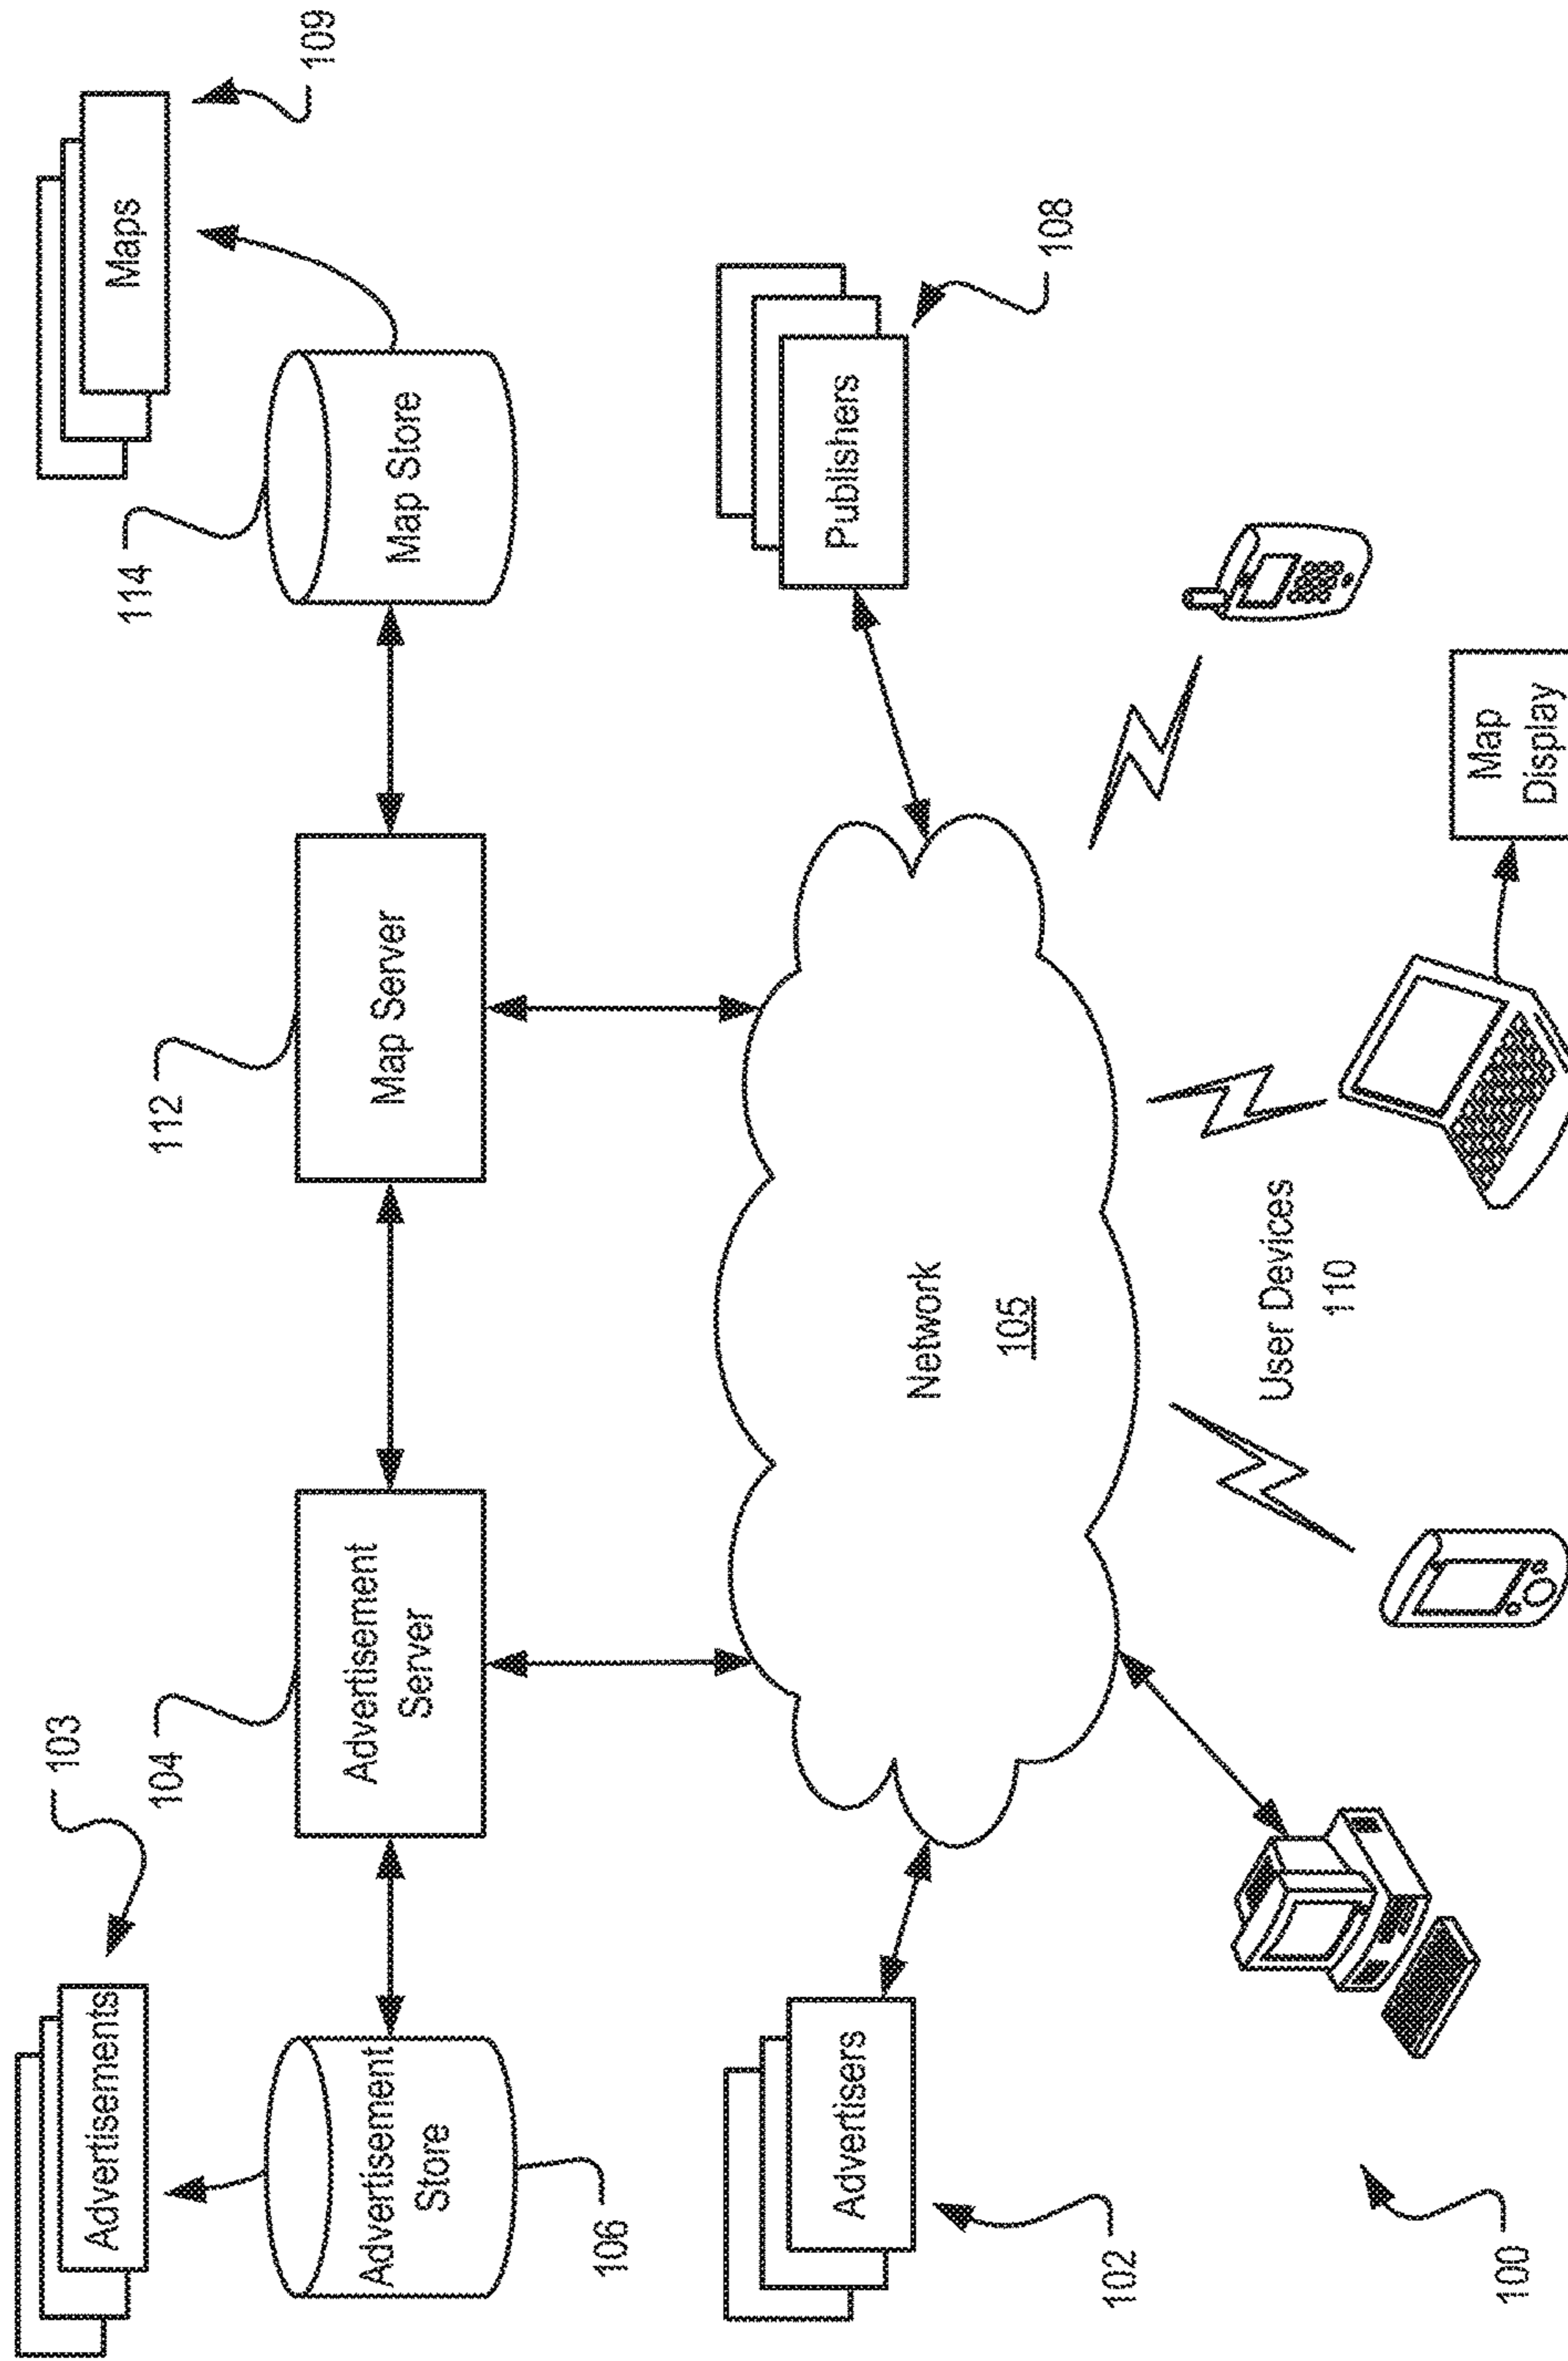 Advertisements
103
Maps
109
104
112
114
Advertisement
Store
Advertisement
Server
Map Server
Map Store
106
Advertisers
102
Network
105
Publishers
108
User Devices
110
Map
Display
100